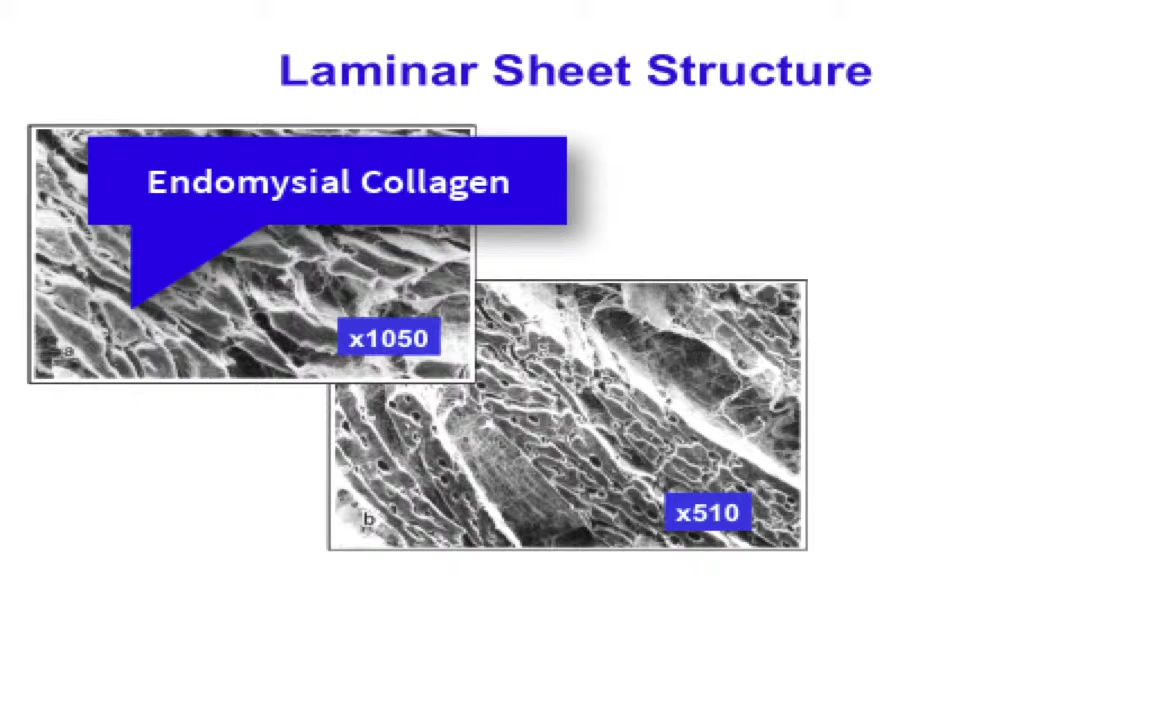 Laminar Sheet Structure
Endomysial Collagen
x1050
a
x510
b